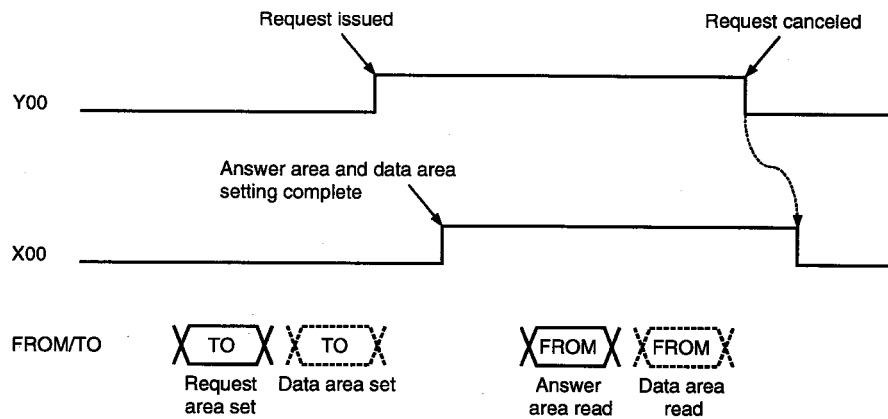 Request issued
Request canceled
Y00
Answer area and data area
setting complete
X00
FROM/TO
TO
TO
FROM
FROM
Request
area set
Data area set
Answer
area read
Data area
read